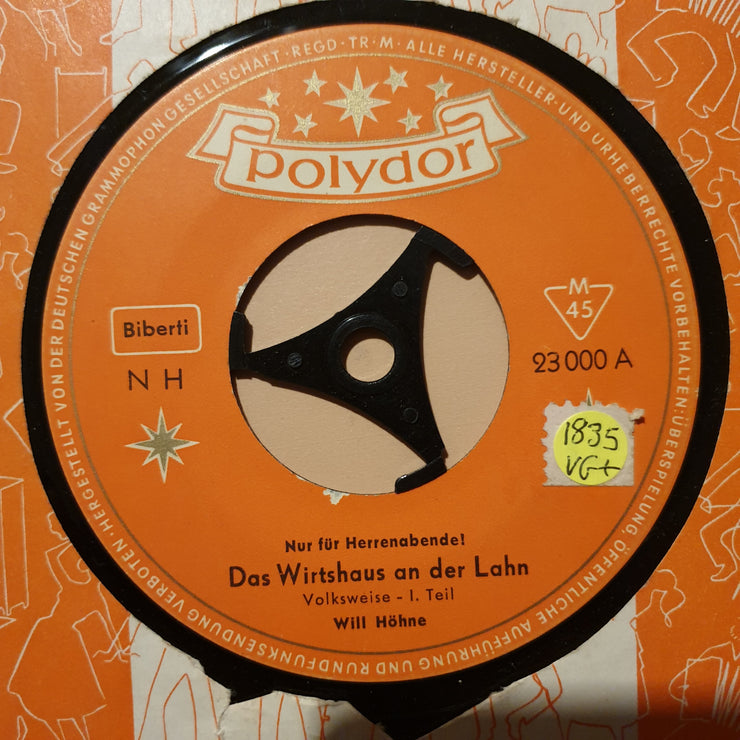 HERGESTELLT VON DER DEUTSCHEN GRAMMOPHON GESELLSCHAFT · REGD · TR · M · ALLE HERSTELLER- UND URHEBERRECHTE VORBEHALTEN: ÜBERSPIELUNG, ÖFFENTLICHE AUFFÜHRUNG UND RUNDFUNKSENDUNG VERBOTEN ·
polydor
Biberti
N H
M
45
23 000 A
1835
VG+
Nur für Herrenabende!
Das Wirtshaus an der Lahn
Volksweise - I. Teil
Will Höhne